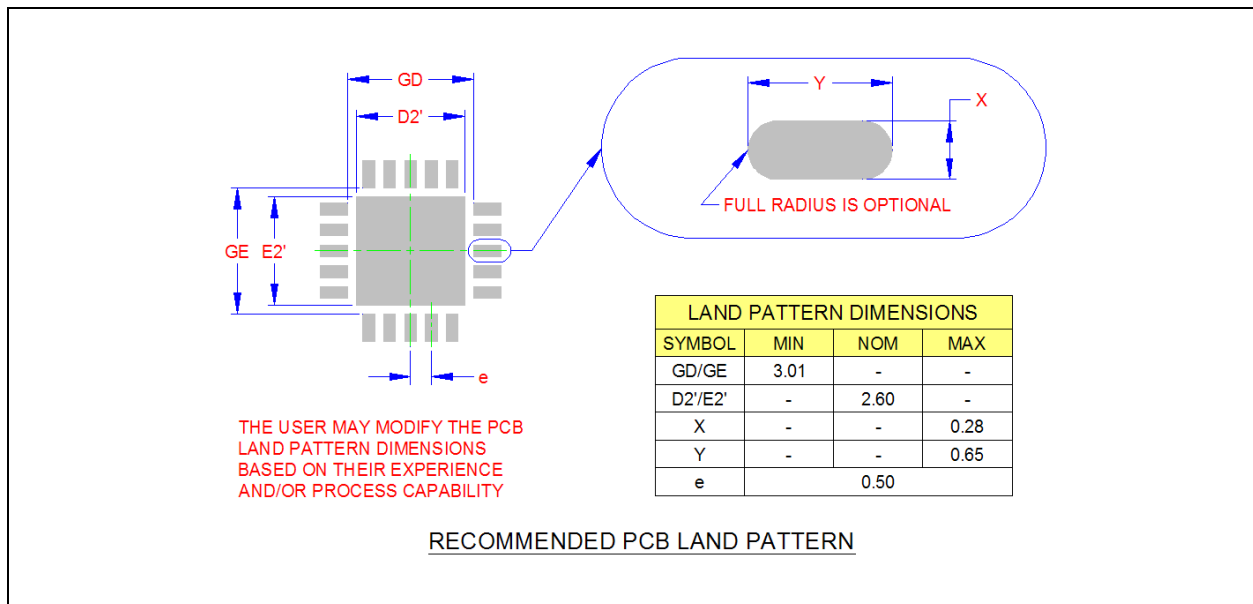 GD
D2'
GE
E2'
e
Y
X
FULL RADIUS IS OPTIONAL
THE USER MAY MODIFY THE PCB
LAND PATTERN DIMENSIONS
BASED ON THEIR EXPERIENCE
AND/OR PROCESS CAPABILITY
LAND PATTERN DIMENSIONS
SYMBOL MIN NOM MAX
GD/GE 3.01 - -
D2'/E2' - 2.60 -
X - - 0.28
Y - - 0.65
e 0.50
RECOMMENDED PCB LAND PATTERN